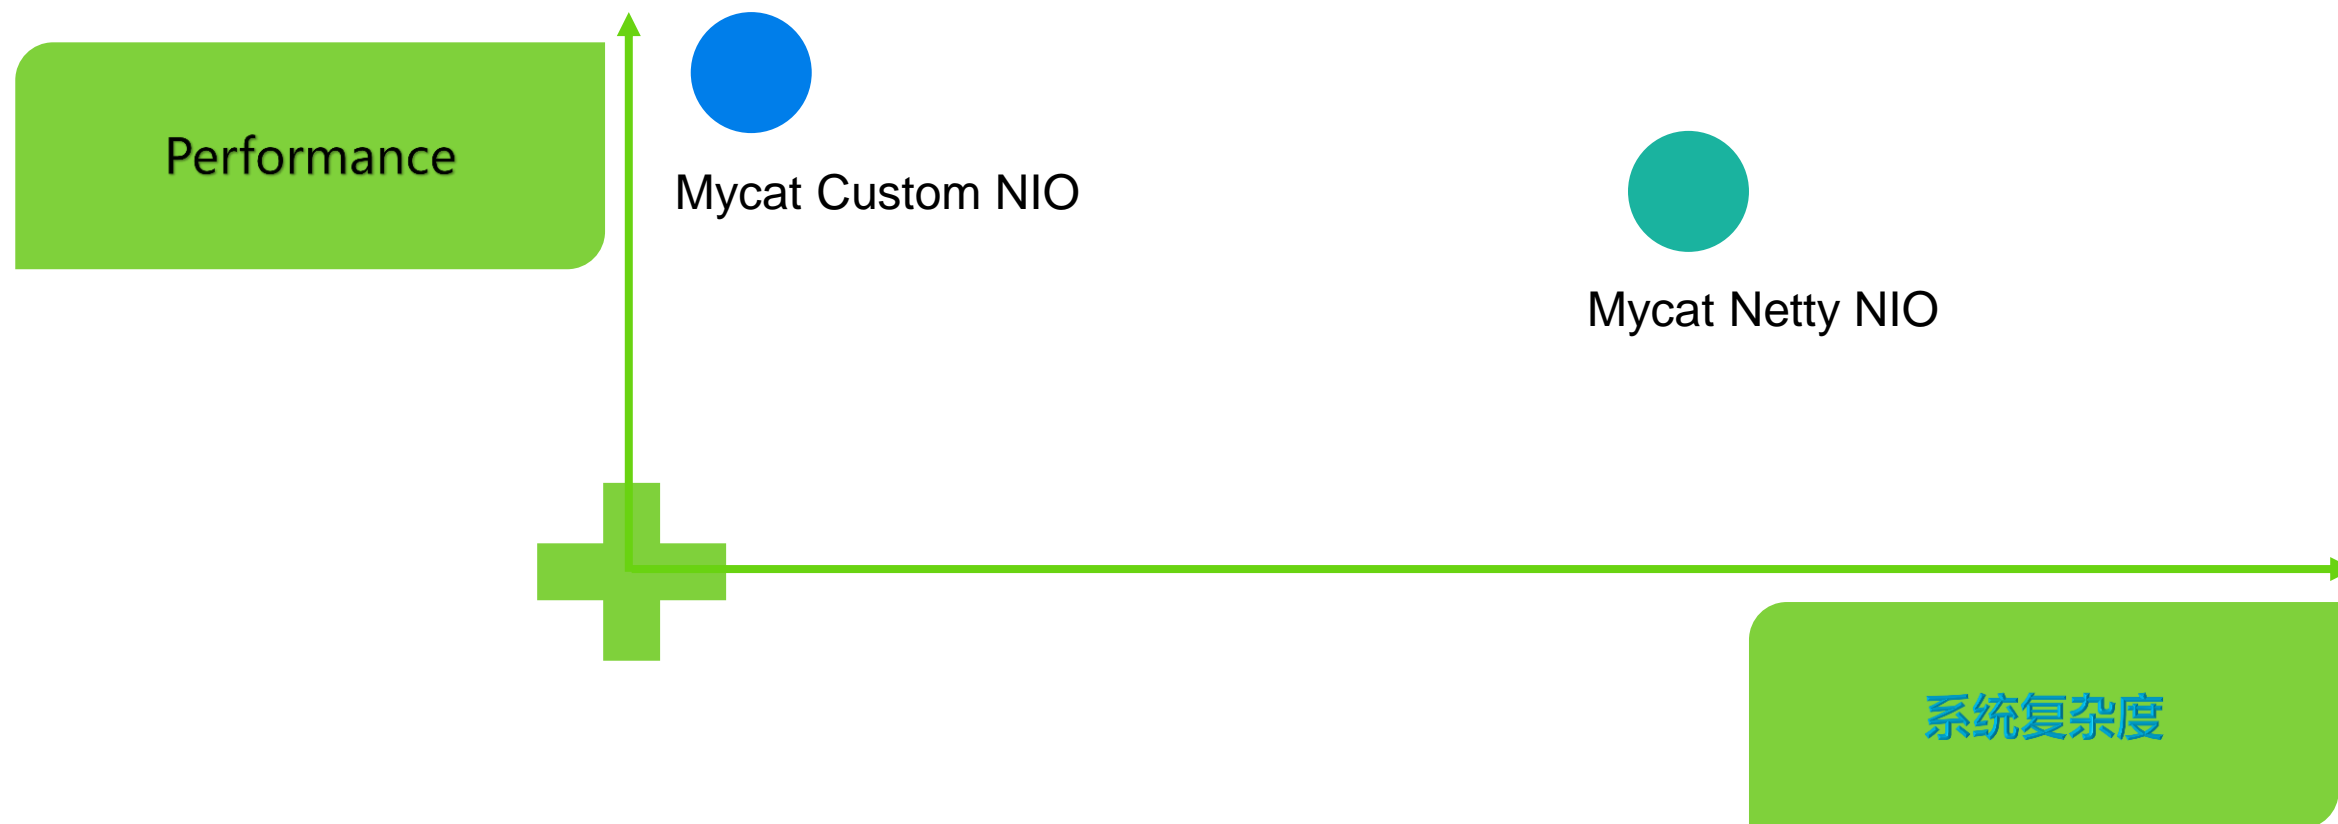 Performance
Mycat Custom NIO
Mycat Netty NIO
系统复杂度